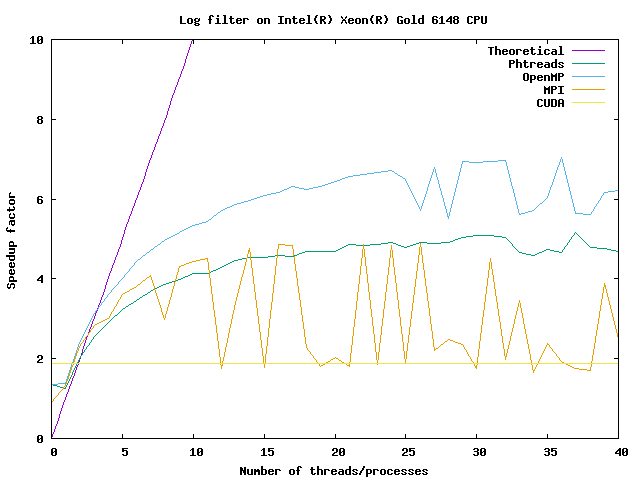 Log filter on Intel(R) Xeon(R) Gold 6148 CPU
Theoretical
Phtreads
OpenMP
MPI
CUDA
10
8
6
4
2
0
Speedup factor
0 5 10 15 20 25 30 35 40
Number of threads/processes